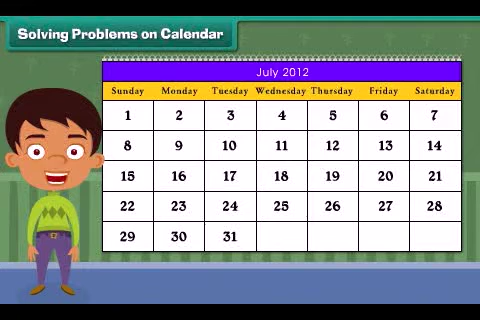 Solving Problems on Calendar
July 2012
Sunday Monday Tuesday Wednesday Thursday Friday Saturday
1 2 3 4 5 6 7
8 9 10 11 12 13 14
15 16 17 18 19 20 21
22 23 24 25 26 27 28
29 30 31